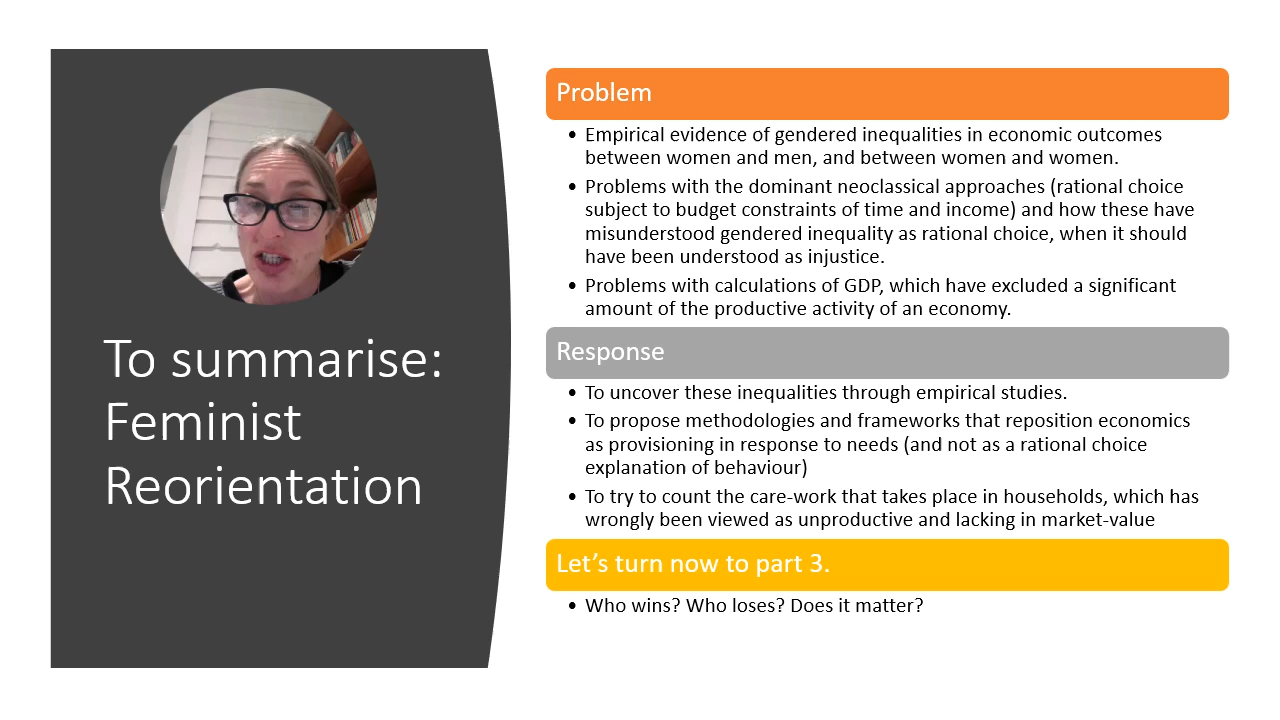 To summarise:
Feminist
Reorientation
Problem
• Empirical evidence of gendered inequalities in economic outcomes
between women and men, and between women and women.
• Problems with the dominant neoclassical approaches (rational choice
subject to budget constraints of time and income) and how these have
misunderstood gendered inequality as rational choice, when it should
have been understood as injustice.
• Problems with calculations of GDP, which have excluded a significant
amount of the productive activity of an economy.
Response
• To uncover these inequalities through empirical studies.
• To propose methodologies and frameworks that reposition economics
as provisioning in response to needs (and not as a rational choice
explanation of behaviour)
• To try to count the care-work that takes place in households, which has
wrongly been viewed as unproductive and lacking in market-value
Let’s turn now to part 3.
• Who wins? Who loses? Does it matter?